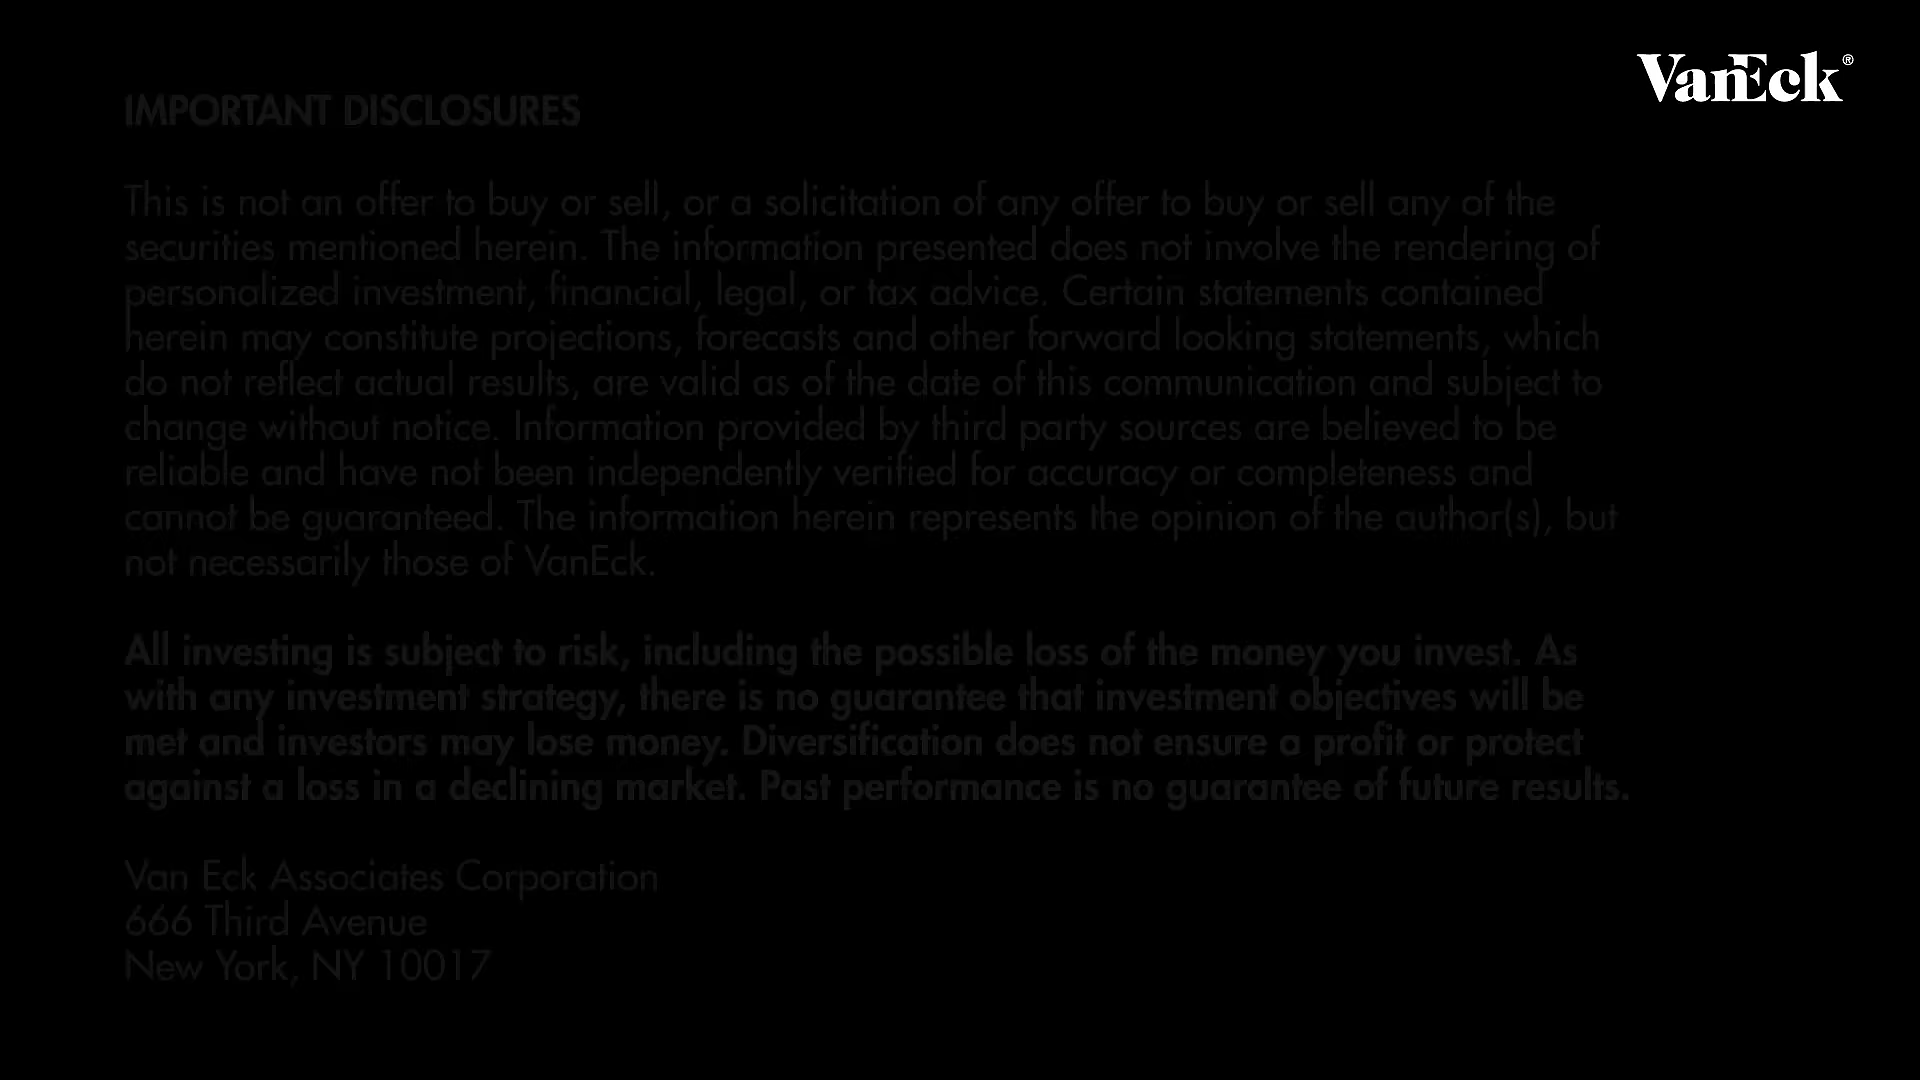 VanEck®
IMPORTANT DISCLOSURES
This is not an offer to buy or sell, or a solicitation of any offer to buy or sell any of the
securities mentioned herein. The information presented does not involve the rendering of
personalized investment, financial, legal, or tax advice. Certain statements contained
herein may constitute projections, forecasts and other forward looking statements, which
do not reflect actual results, are valid as of the date of this communication and subject to
change without notice. Information provided by third party sources are believed to be
reliable and have not been independently verified for accuracy or completeness and
cannot be guaranteed. The information herein represents the opinion of the author(s), but
not necessarily those of VanEck.
All investing is subject to risk, including the possible loss of the money you invest. As
with any investment strategy, there is no guarantee that investment objectives will be
met and investors may lose money. Diversification does not ensure a profit or protect
against a loss in a declining market. Past performance is no guarantee of future results.
Van Eck Associates Corporation
666 Third Avenue
New York, NY 10017